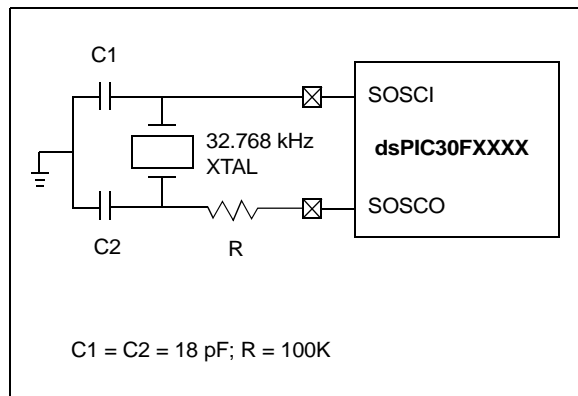 C1
SOSCI
32.768 kHz
XTAL
dsPIC30FXXXX
SOSCO
C2
R
C1 = C2 = 18 pF; R = 100K